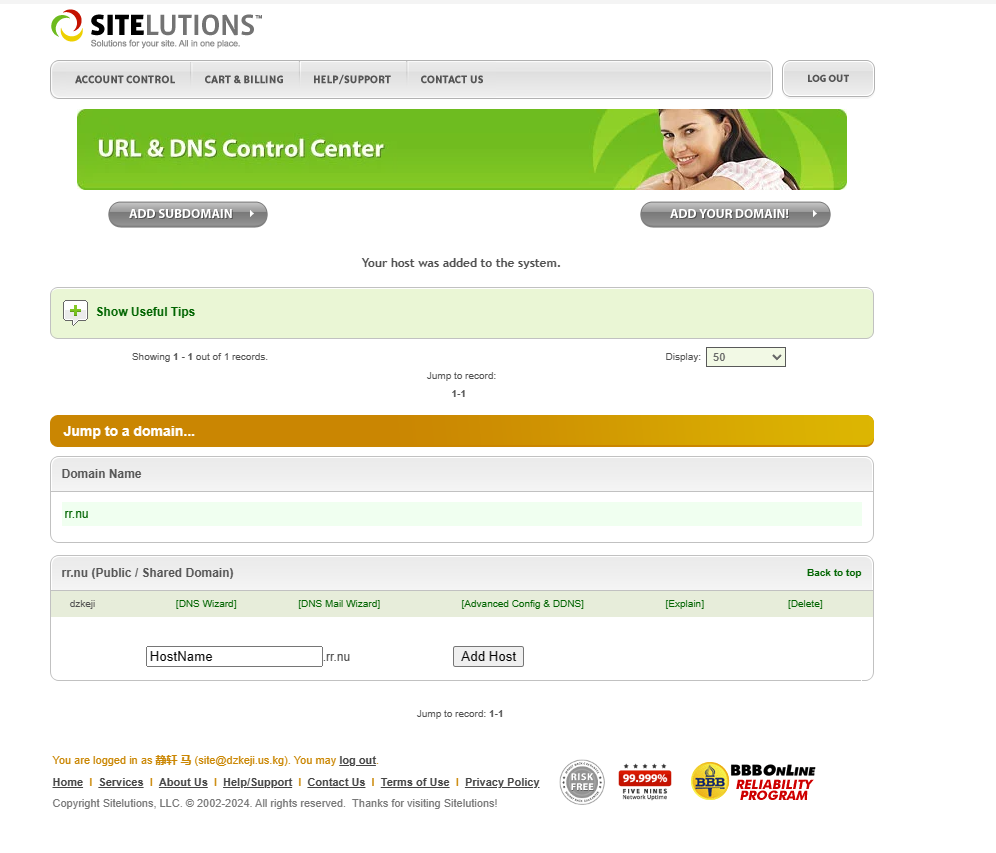 SITELUTIONS™
Solutions for your site. All in one place.
ACCOUNT CONTROL CART & BILLING HELP/SUPPORT CONTACT US LOG OUT
URL & DNS Control Center
ADD SUBDOMAIN ADD YOUR DOMAIN!
Your host was added to the system.
Show Useful Tips
Showing 1 - 1 out of 1 records. Display: 50
Jump to record:
1-1
Jump to a domain...
Domain Name
rr.nu
rr.nu (Public / Shared Domain) Back to top
dzkeji [DNS Wizard] [DNS Mail Wizard] [Advanced Config & DDNS] [Explain] [Delete]
HostName .rr.nu Add Host
Jump to record: 1-1
You are logged in as 静轩 马 (site@dzkeji.us.kg). You may log out.
Home | Services | About Us | Help/Support | Contact Us | Terms of Use | Privacy Policy
Copyright Sitelutions, LLC. © 2002-2024. All rights reserved. Thanks for visiting Sitelutions!
RISK
FREE
99.999%
FIVE NINES
Network Uptime
BBB
BBBOnLine
RELIABILITY
PROGRAM